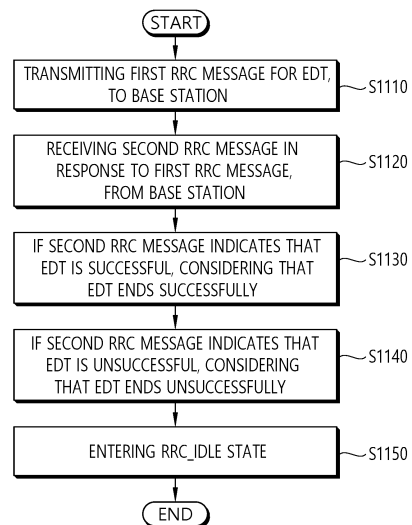 START
TRANSMITTING FIRST RRC MESSAGE FOR EDT,
TO BASE STATION
S1110
RECEIVING SECOND RRC MESSAGE IN
RESPONSE TO FIRST RRC MESSAGE,
FROM BASE STATION
S1120
IF SECOND RRC MESSAGE INDICATES THAT
EDT IS SUCCESSFUL, CONSIDERING THAT
EDT ENDS SUCCESSFULLY
S1130
IF SECOND RRC MESSAGE INDICATES THAT
EDT IS UNSUCCESSFUL, CONSIDERING
THAT EDT ENDS UNSUCCESSFULLY
S1140
ENTERING RRC_IDLE STATE
S1150
END